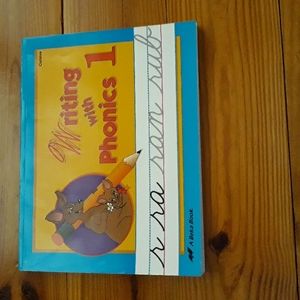 Cursive
Writing
with
Phonics 1
r ra ran rub
A Beka Book